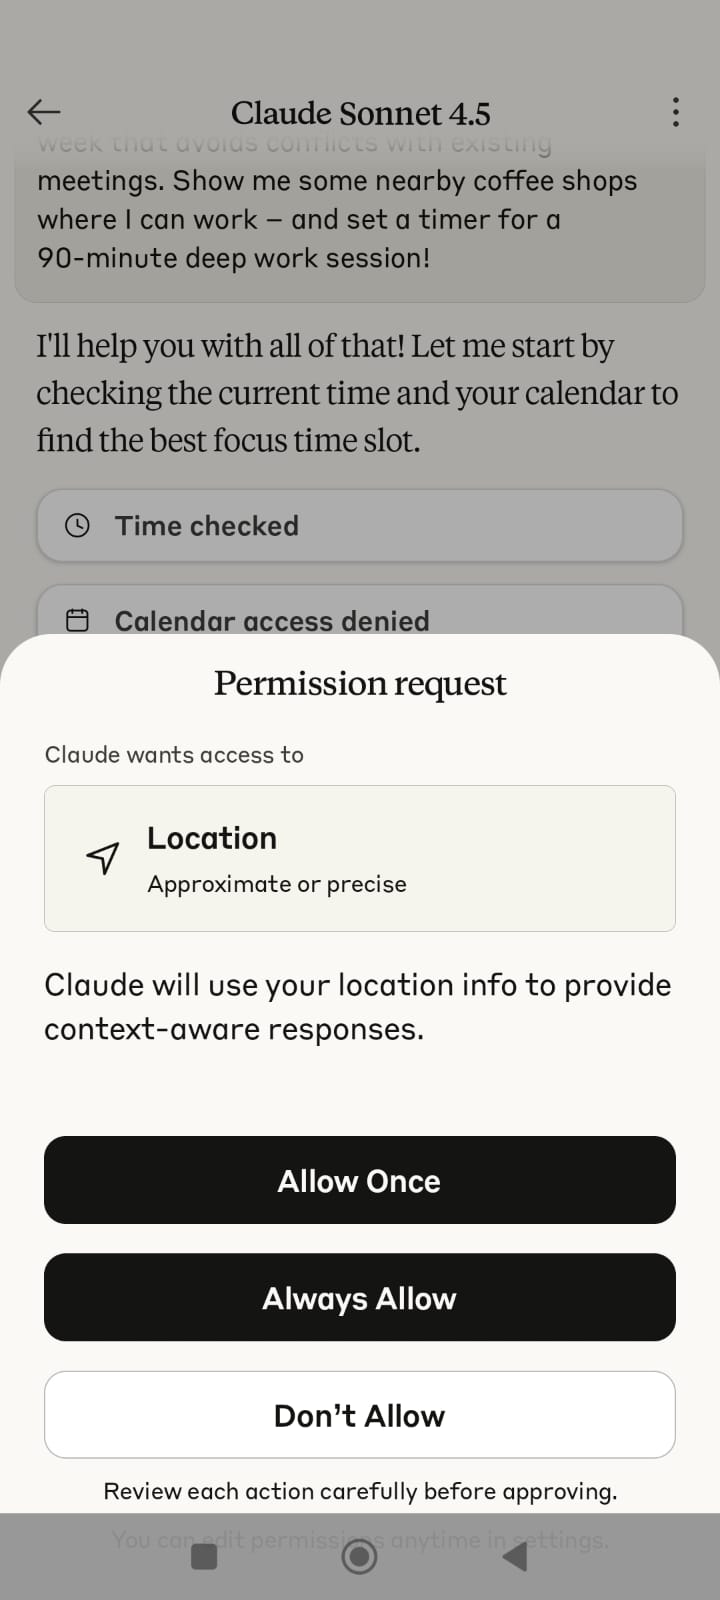 Claude Sonnet 4.5
week that avoids conflicts with existing
meetings. Show me some nearby coffee shops
where I can work – and set a timer for a
90-minute deep work session!
I'll help you with all of that! Let me start by
checking the current time and your calendar to
find the best focus time slot.
Time checked
Calendar access denied
Permission request
Claude wants access to
Location
Approximate or precise
Claude will use your location info to provide
context-aware responses.
Allow Once
Always Allow
Don’t Allow
Review each action carefully before approving.
You can edit permissions anytime in settings.